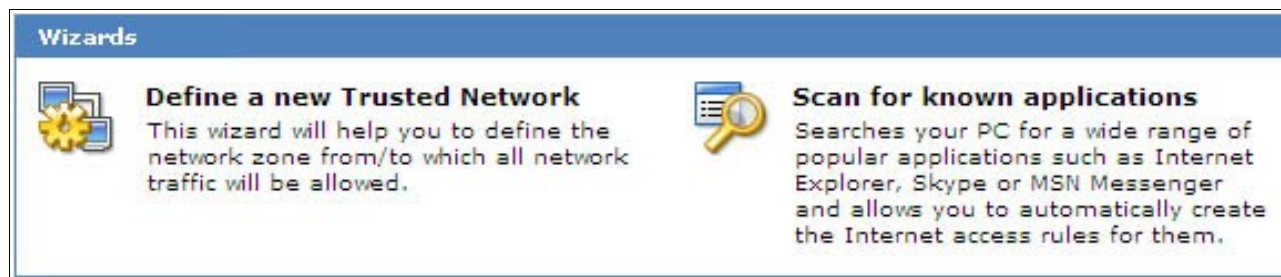 Wizards
Define a new Trusted Network
This wizard will help you to define the
network zone from/to which all network
traffic will be allowed.
Scan for known applications
Searches your PC for a wide range of
popular applications such as Internet
Explorer, Skype or MSN Messenger
and allows you to automatically create
the Internet access rules for them.